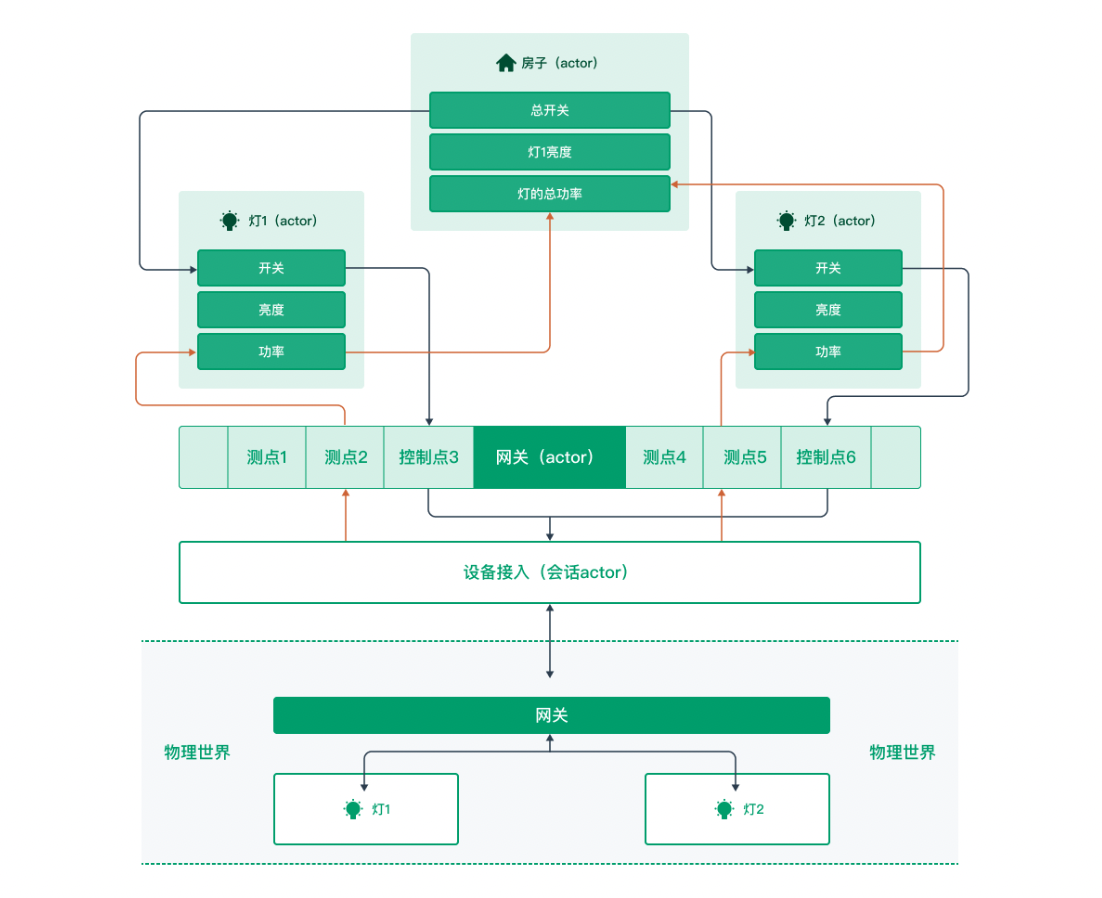 房子（actor）
总开关
灯1亮度
灯的总功率
灯1（actor）
开关
亮度
功率
灯2（actor）
开关
亮度
功率
测点1
测点2
控制点3
网关（actor）
测点4
测点5
控制点6
设备接入（会话actor）
网关
物理世界
物理世界
灯1
灯2